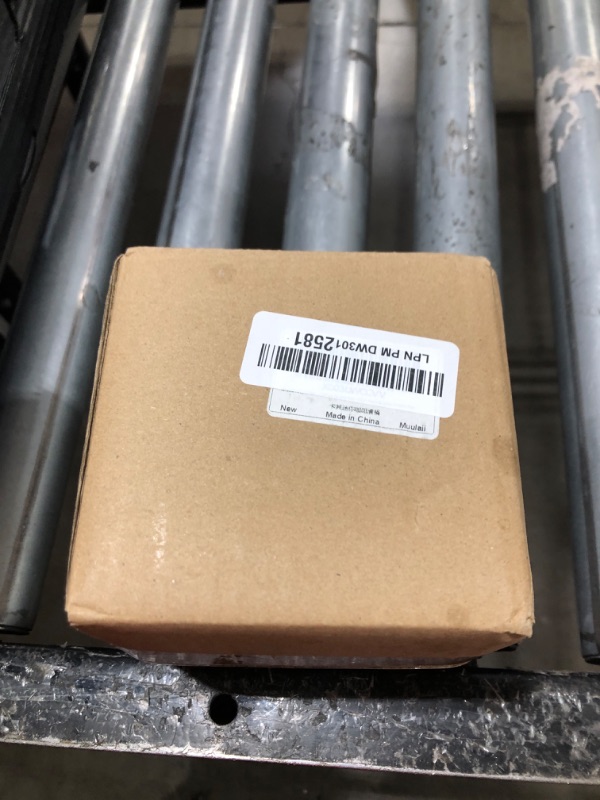 LPN PM DW3012581
New Made in China Muulaii